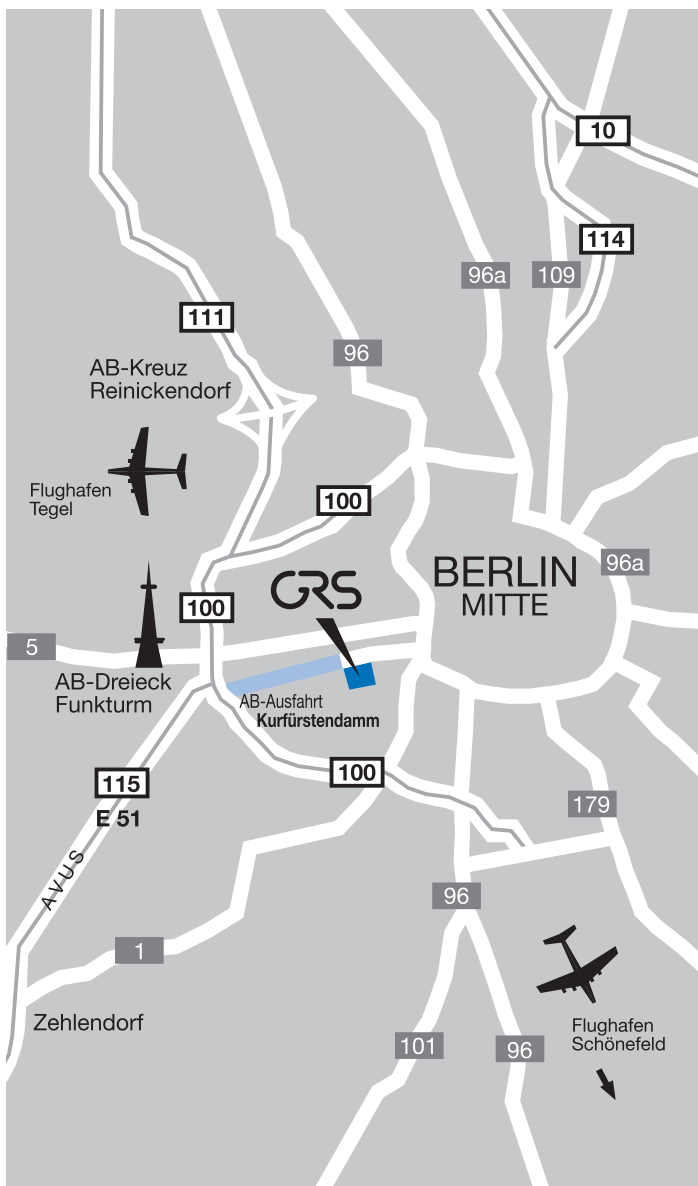 10
114
96a
109
111
96
AB-Kreuz
Reinickendorf
Flughafen
Tegel
100
GRS
BERLIN
MITTE
96a
100
5
AB-Dreieck
Funkturm
AB-Ausfahrt
Kurfürstendamm
115
E 51
100
179
AVUS
96
1
Zehlendorf
101
96
Flughafen
Schönefeld